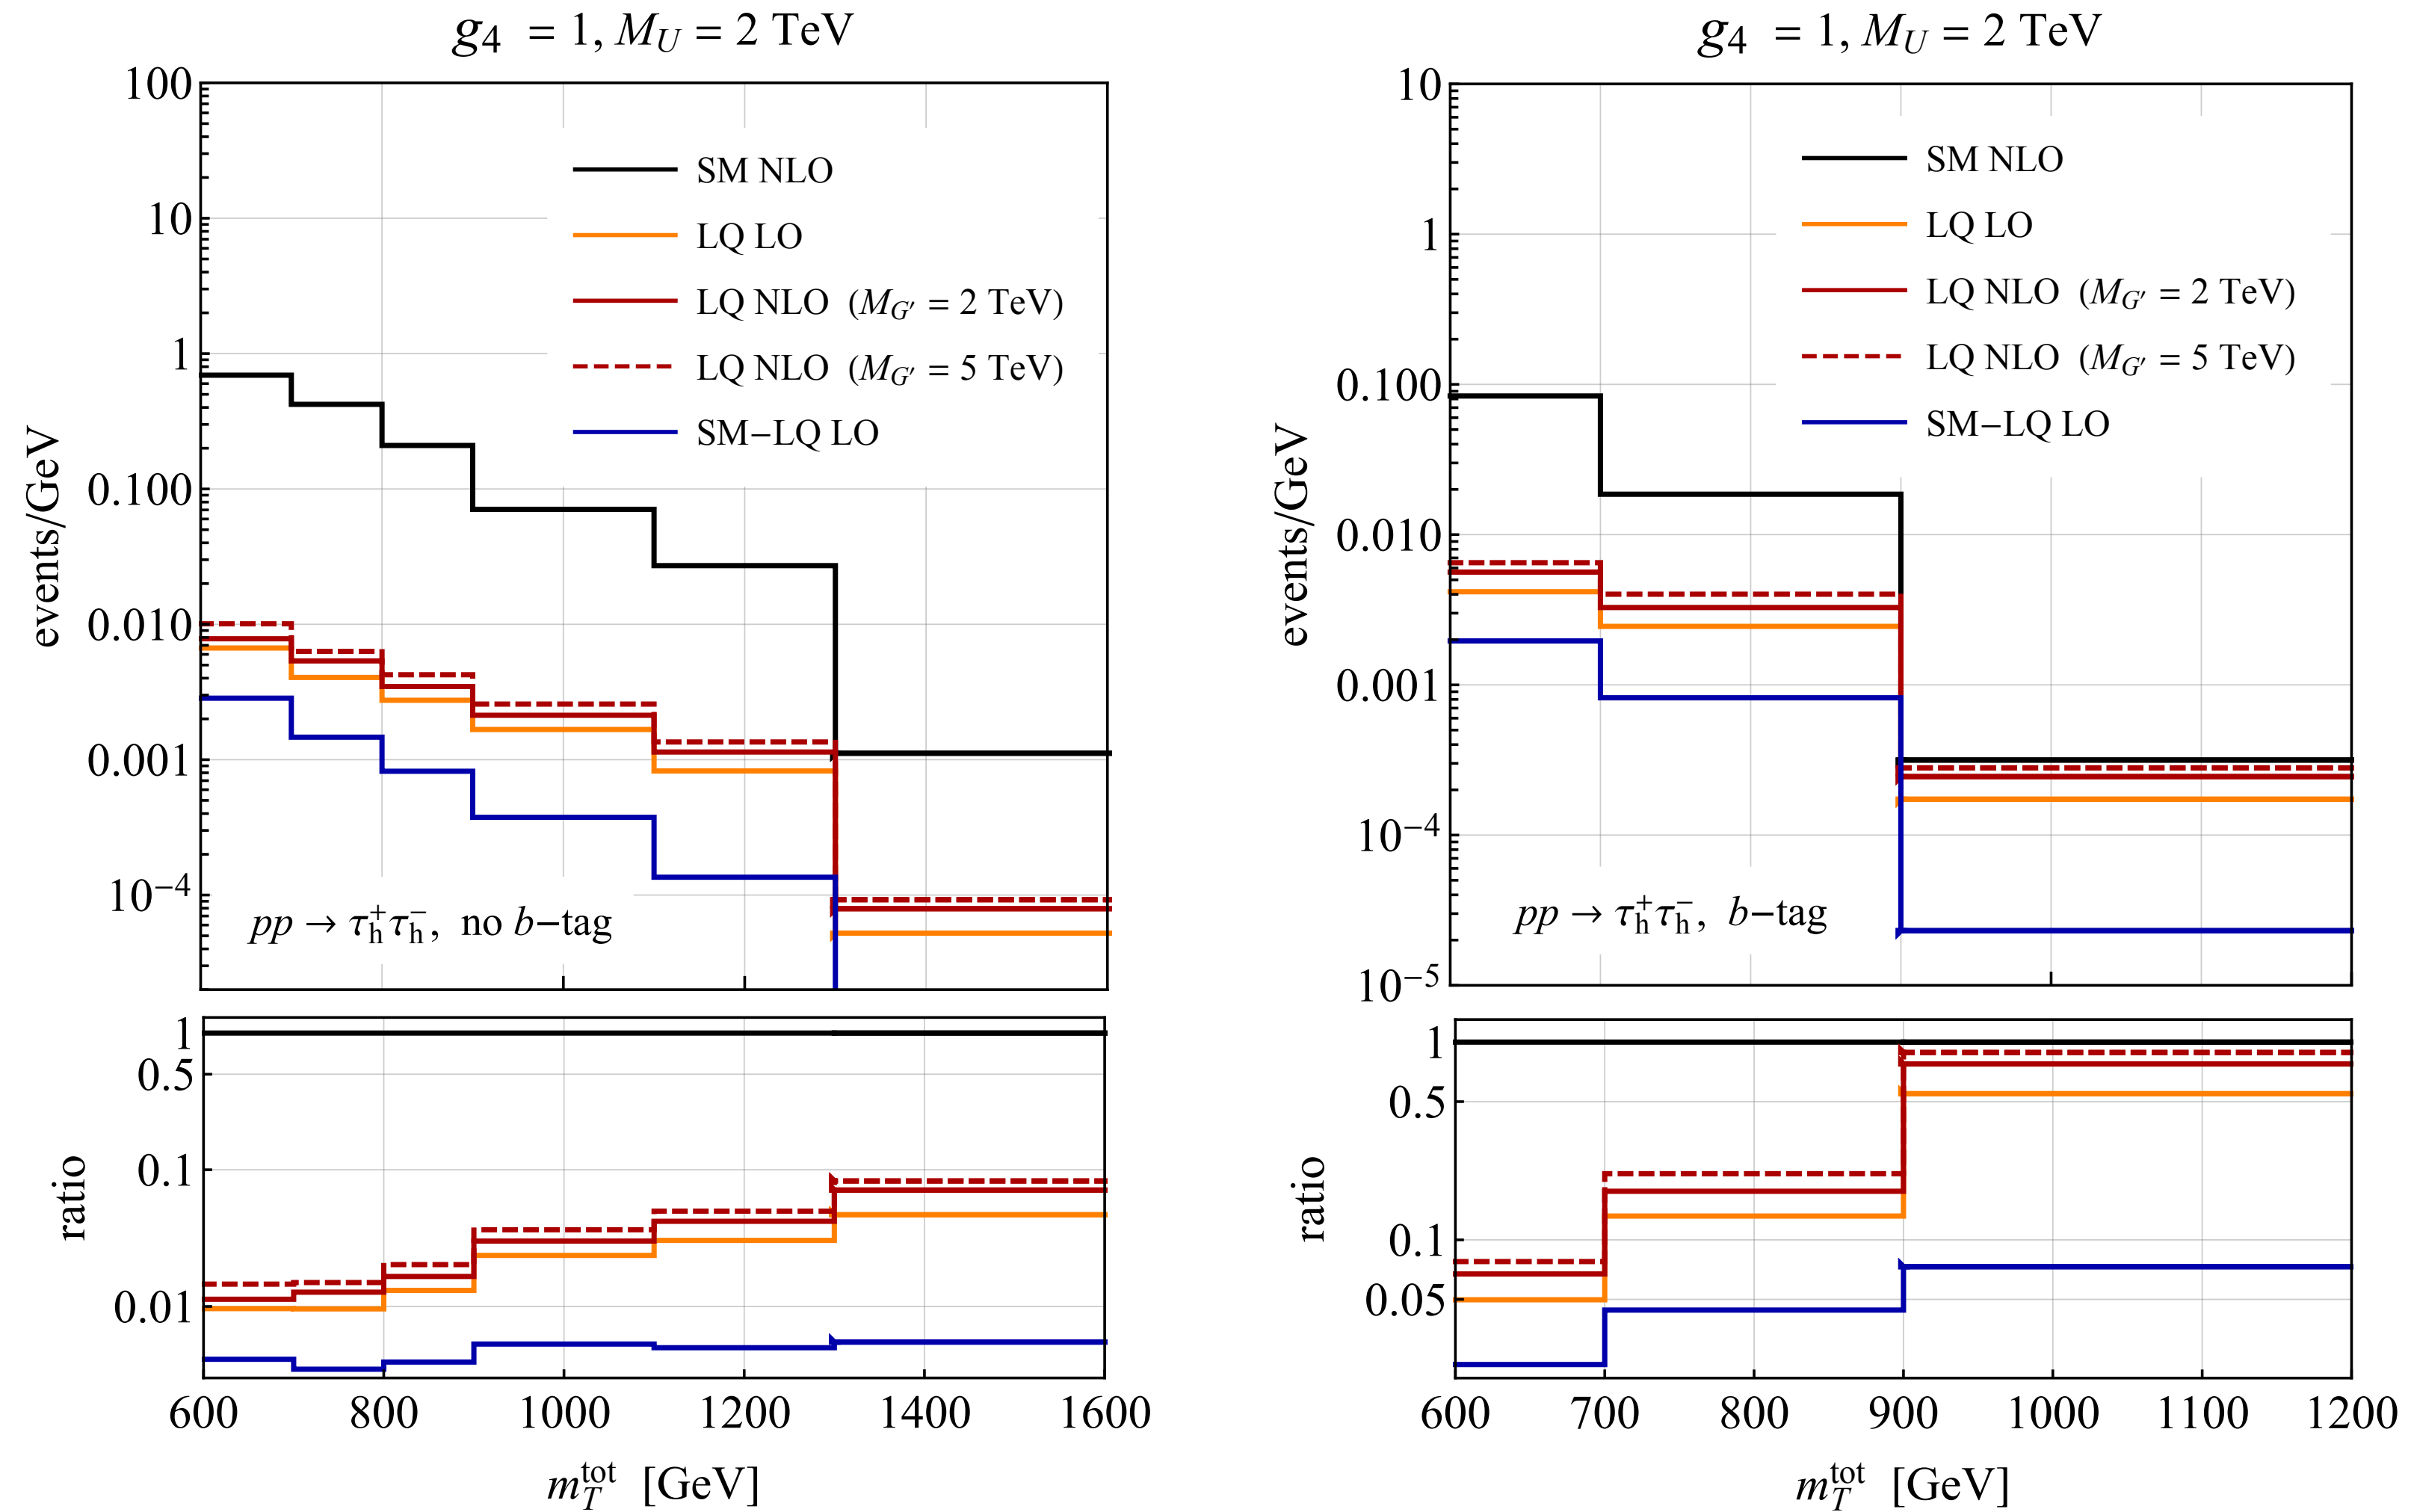 g4 = 1, MU = 2 TeV
100
10
1
0.100
0.010
0.001
10−4
events/GeV
SM NLO
LQ LO
LQ NLO (MG′ = 2 TeV)
LQ NLO (MG′ = 5 TeV)
SM−LQ LO
pp → τh+τh−, no b−tag
1
0.5
0.1
0.01
ratio
600 800 1000 1200 1400 1600
mTtot [GeV]
g4 = 1, MU = 2 TeV
10
1
0.100
0.010
0.001
10−4
10−5
events/GeV
SM NLO
LQ LO
LQ NLO (MG′ = 2 TeV)
LQ NLO (MG′ = 5 TeV)
SM−LQ LO
pp → τh+τh−, b−tag
1
0.5
0.1
0.05
ratio
600 700 800 900 1000 1100 1200
mTtot [GeV]